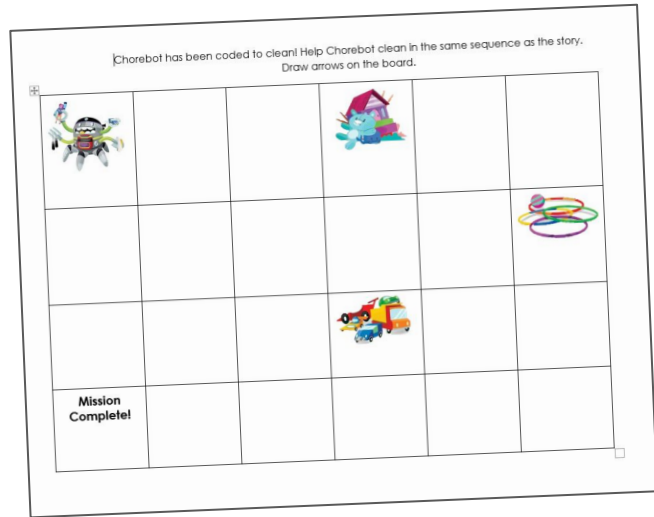 Chorebot has been coded to clean! Help Chorebot clean in the same sequence as the story.
Draw arrows on the board.
Mission
Complete!